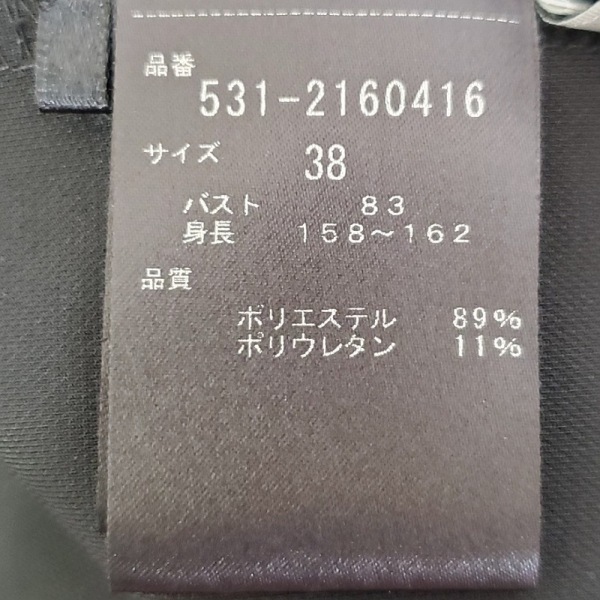 品番
531-2160416
サイズ 38
バスト 83
身長 158～162
品質
ポリエステル 89%
ポリウレタン 11%